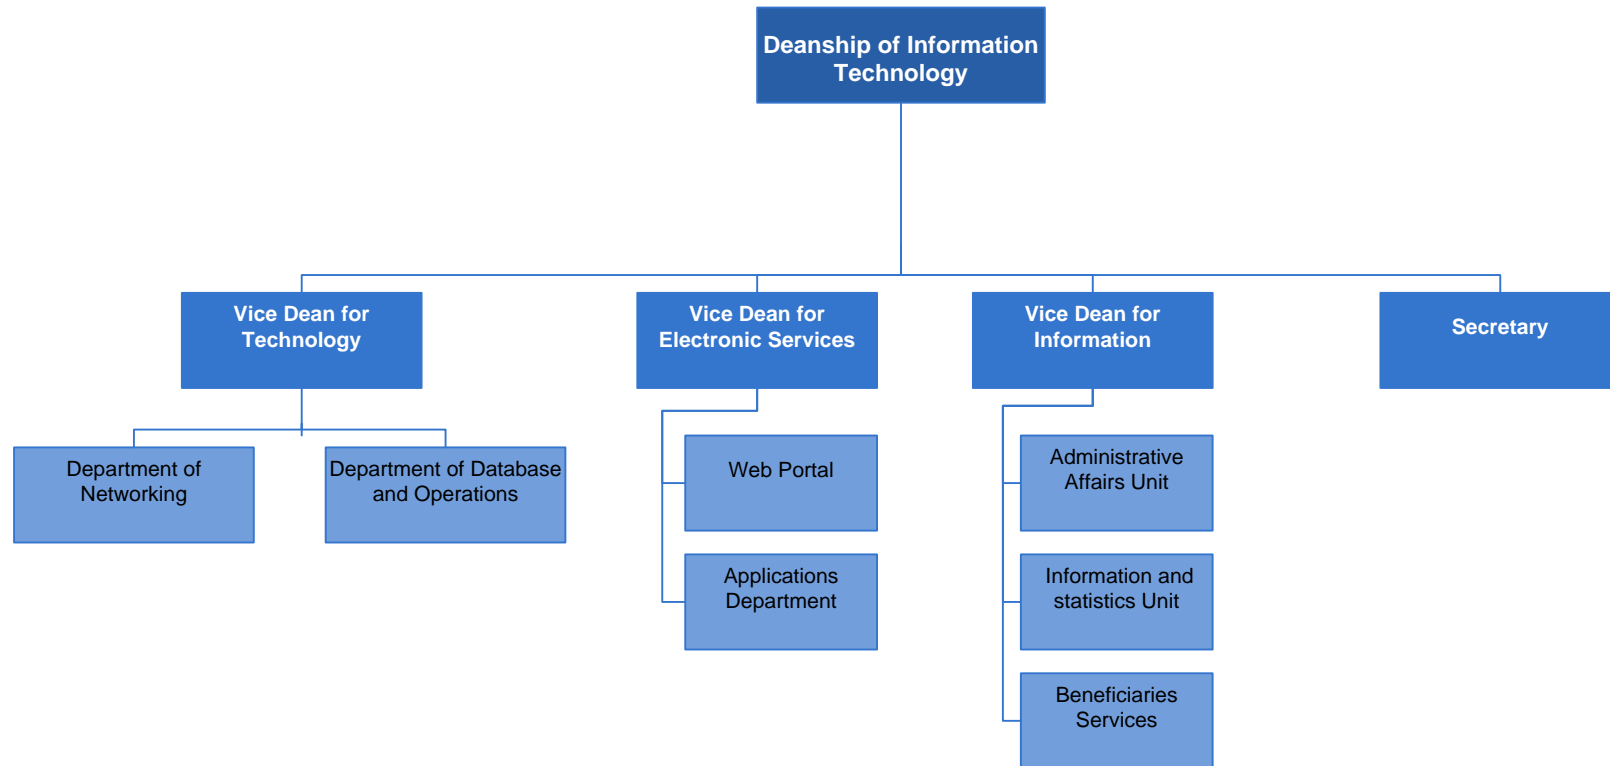 Deanship of Information
Technology
Vice Dean for
Technology
Vice Dean for
Electronic Services
Vice Dean for
Information
Secretary
Department of
Networking
Department of Database
and Operations
Web Portal
Applications
Department
Administrative
Affairs Unit
Information and
statistics Unit
Beneficiaries
Services